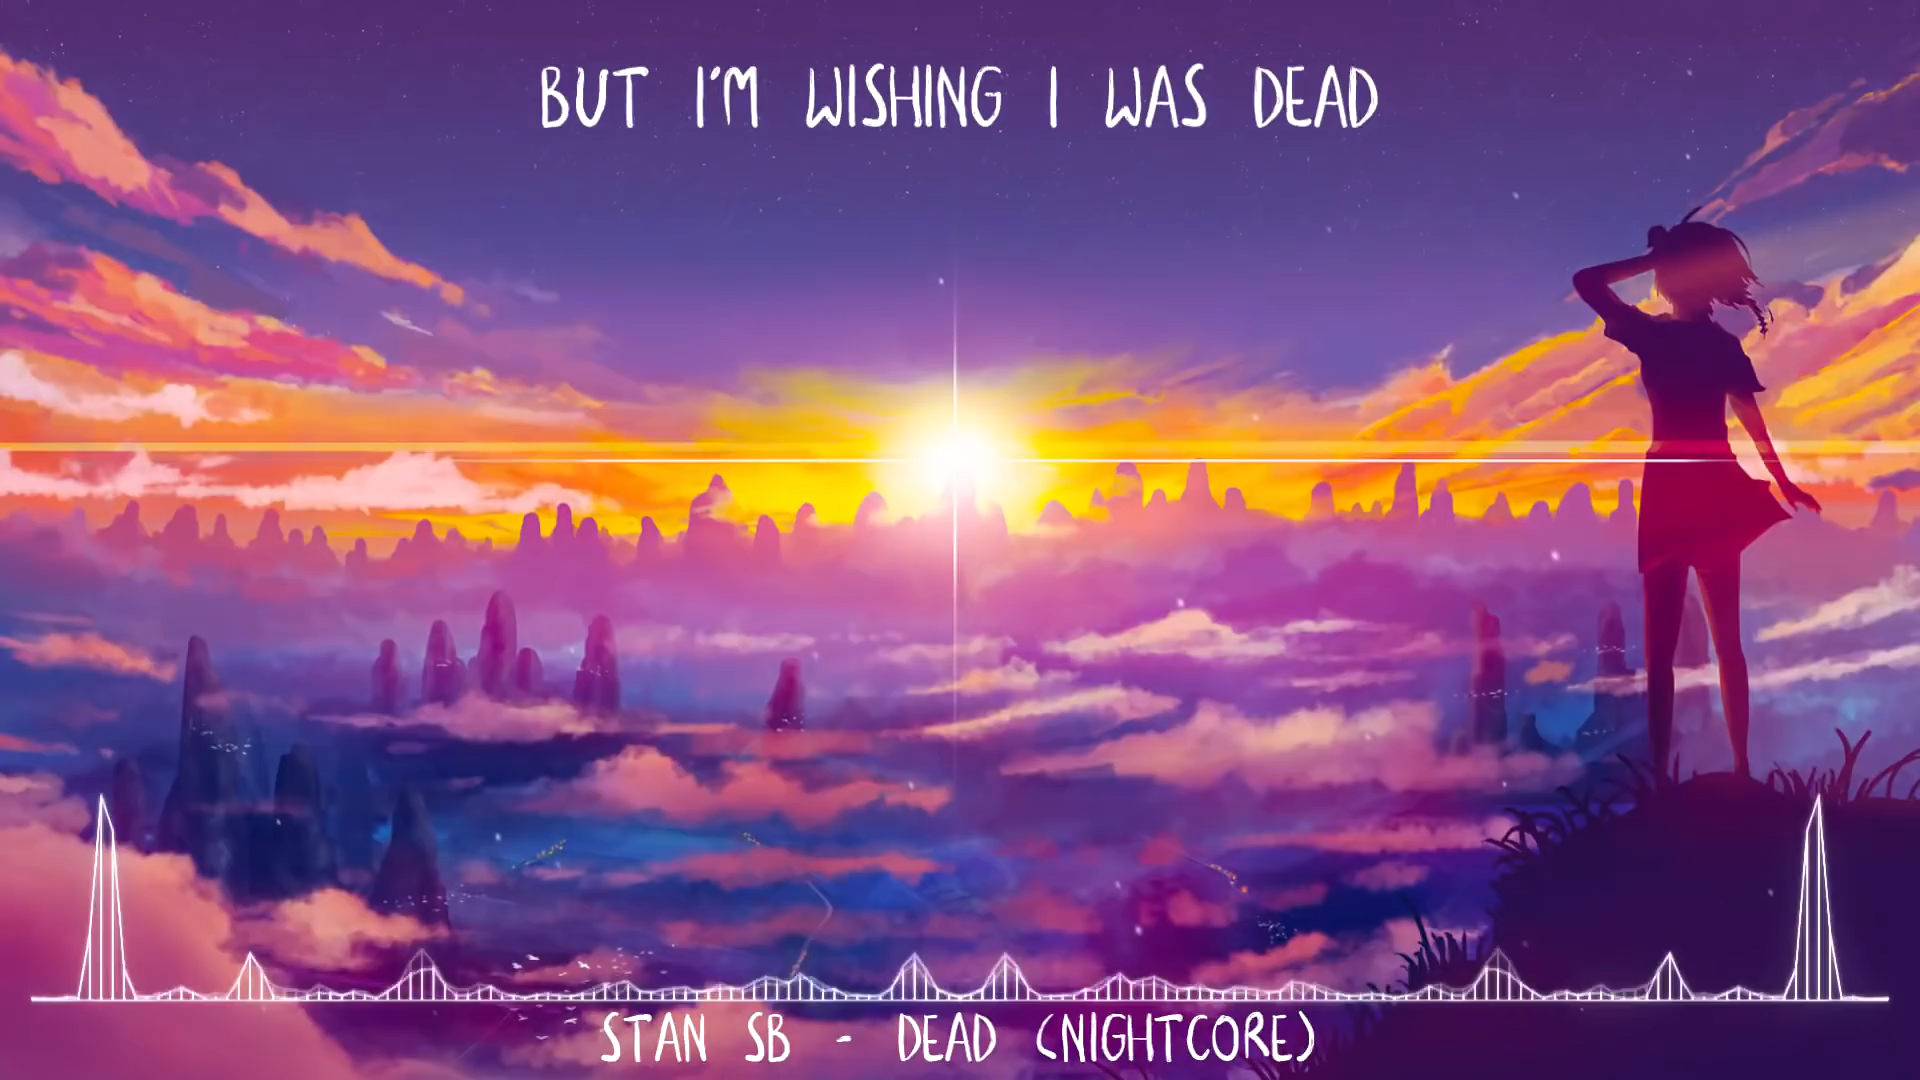 BUT I'M WISHING I WAS DEAD
STAN SB - DEAD (NIGHTCORE)